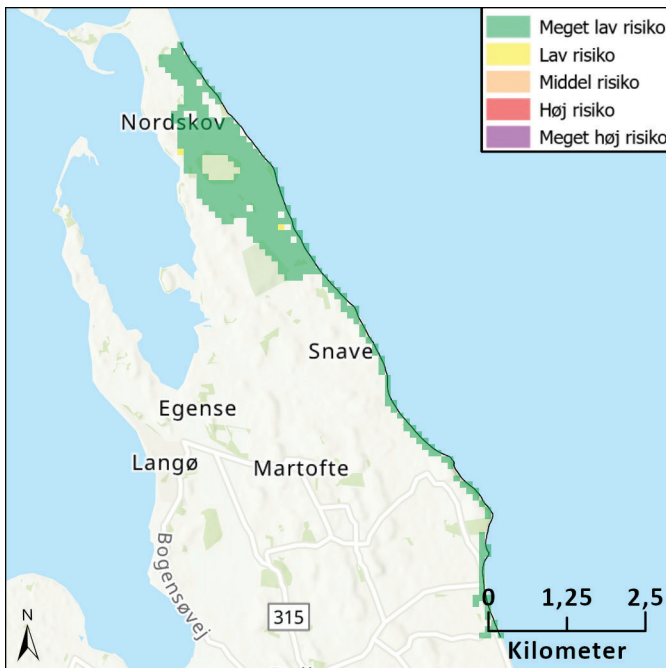 Meget lav risiko
Lav risiko
Middel risiko
Høj risiko
Meget høj risiko
Nordskov
Snave
Egense
Langø
Martofte
Bogensøvej
315
N
0 1,25 2,5
Kilometer